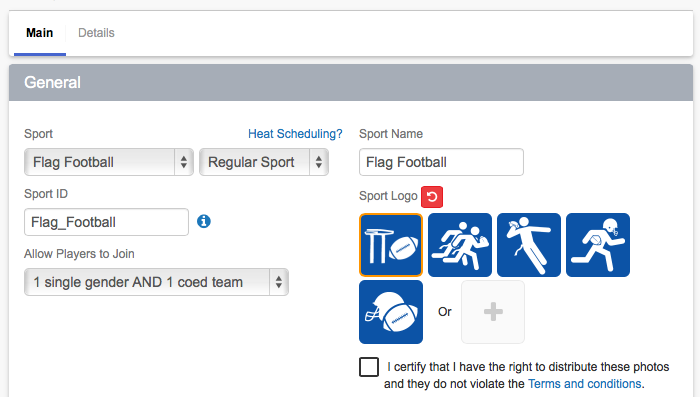 Main
Details
General
Sport
Heat Scheduling?
Flag Football
Regular Sport
Sport ID
Flag_Football
Allow Players to Join
1 single gender AND 1 coed team
Sport Name
Flag Football
Sport Logo
Or
I certify that I have the right to distribute these photos
and they do not violate the Terms and conditions.